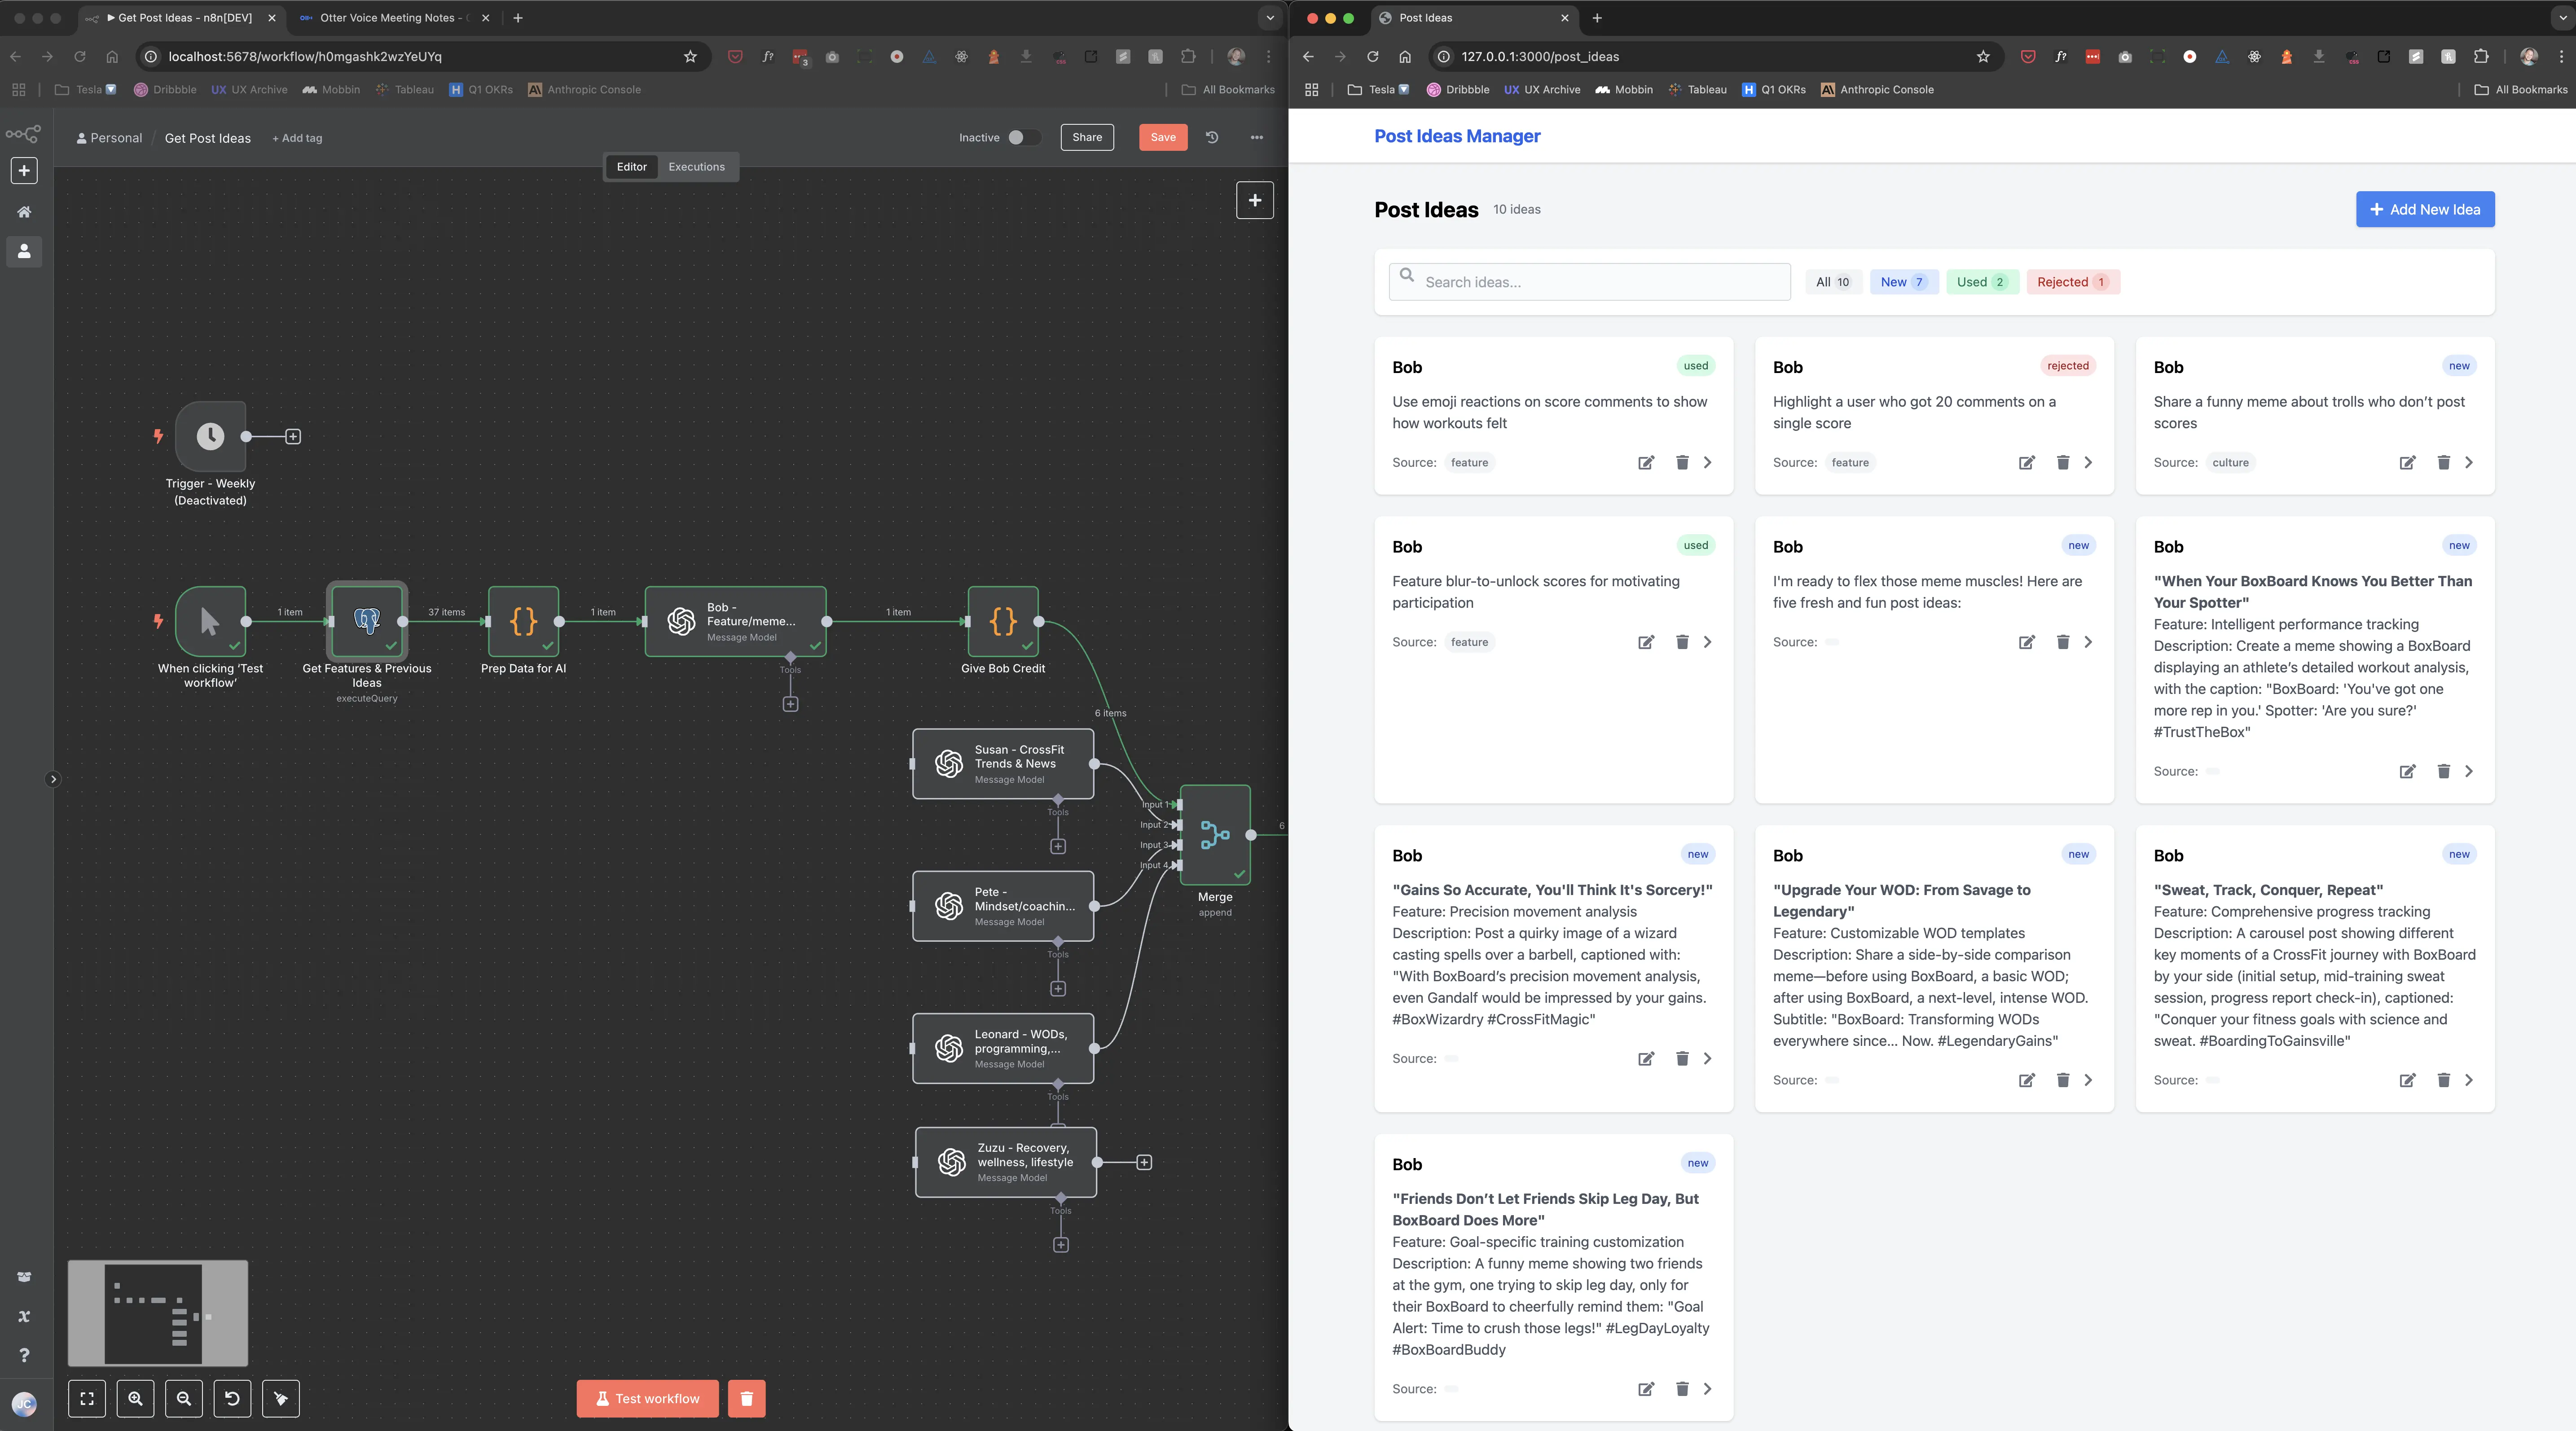 Get Post Ideas - n8n[DEV]
Otter Voice Meeting Notes -
localhost:5678/workflow/h0mgashk2wzYeUYq
Tesla
Dribbble
UX UX Archive
Mobbin
Tableau
H Q1 OKRs
Anthropic Console
All Bookmarks
Personal / Get Post Ideas
+ Add tag
Inactive
Share
Save
Editor
Executions
Trigger - Weekly
(Deactivated)
1 item
37 items
1 item
1 item
When clicking ‘Test
workflow’
Get Features & Previous
Ideas
executeQuery
Prep Data for AI
Bob -
Feature/meme...
Message Model
Tools
Give Bob Credit
6 items
Susan - CrossFit
Trends & News
Message Model
Tools
Pete -
Mindset/coachin...
Message Model
Tools
Leonard - WODs,
programming,...
Message Model
Tools
Zuzu - Recovery,
wellness, lifestyle
Message Model
Tools
Input 1
Input 2
Input 3
Input 4
6
Merge
append
JC
Test workflow
Post Ideas
127.0.0.1:3000/post_ideas
Tesla
Dribbble
UX UX Archive
Mobbin
Tableau
H Q1 OKRs
Anthropic Console
All Bookmarks
Post Ideas Manager
Post Ideas 10 ideas
+ Add New Idea
Search ideas...
All 10
New 7
Used 2
Rejected 1
Bob
used
Use emoji reactions on score comments to show
how workouts felt
Source: feature
Bob
rejected
Highlight a user who got 20 comments on a
single score
Source: feature
Bob
new
Share a funny meme about trolls who don’t post
scores
Source: culture
Bob
used
Feature blur-to-unlock scores for motivating
participation
Source: feature
Bob
new
I'm ready to flex those meme muscles! Here are
five fresh and fun post ideas:
Source:
Bob
new
"When Your BoxBoard Knows You Better Than
Your Spotter"
Feature: Intelligent performance tracking
Description: Create a meme showing a BoxBoard
displaying an athlete’s detailed workout analysis,
with the caption: "BoxBoard: 'You've got one
more rep in you.' Spotter: 'Are you sure?'
#TrustTheBox"
Source:
Bob
new
"Gains So Accurate, You'll Think It's Sorcery!"
Feature: Precision movement analysis
Description: Post a quirky image of a wizard
casting spells over a barbell, captioned with:
"With BoxBoard’s precision movement analysis,
even Gandalf would be impressed by your gains.
#BoxWizardry #CrossFitMagic"
Source:
Bob
new
"Upgrade Your WOD: From Savage to
Legendary"
Feature: Customizable WOD templates
Description: Share a side-by-side comparison
meme—before using BoxBoard, a basic WOD;
after using BoxBoard, a next-level, intense WOD.
Subtitle: "BoxBoard: Transforming WODs
everywhere since... Now. #LegendaryGains"
Source:
Bob
new
"Sweat, Track, Conquer, Repeat"
Feature: Comprehensive progress tracking
Description: A carousel post showing different
key moments of a CrossFit journey with BoxBoard
by your side (initial setup, mid-training sweat
session, progress report check-in), captioned:
"Conquer your fitness goals with science and
sweat. #BoardingToGainsville"
Source:
Bob
new
"Friends Don’t Let Friends Skip Leg Day, But
BoxBoard Does More"
Feature: Goal-specific training customization
Description: A funny meme showing two friends
at the gym, one trying to skip leg day, only for
their BoxBoard to cheerfully remind them: "Goal
Alert: Time to crush those legs!" #LegDayLoyalty
#BoxBoardBuddy
Source: